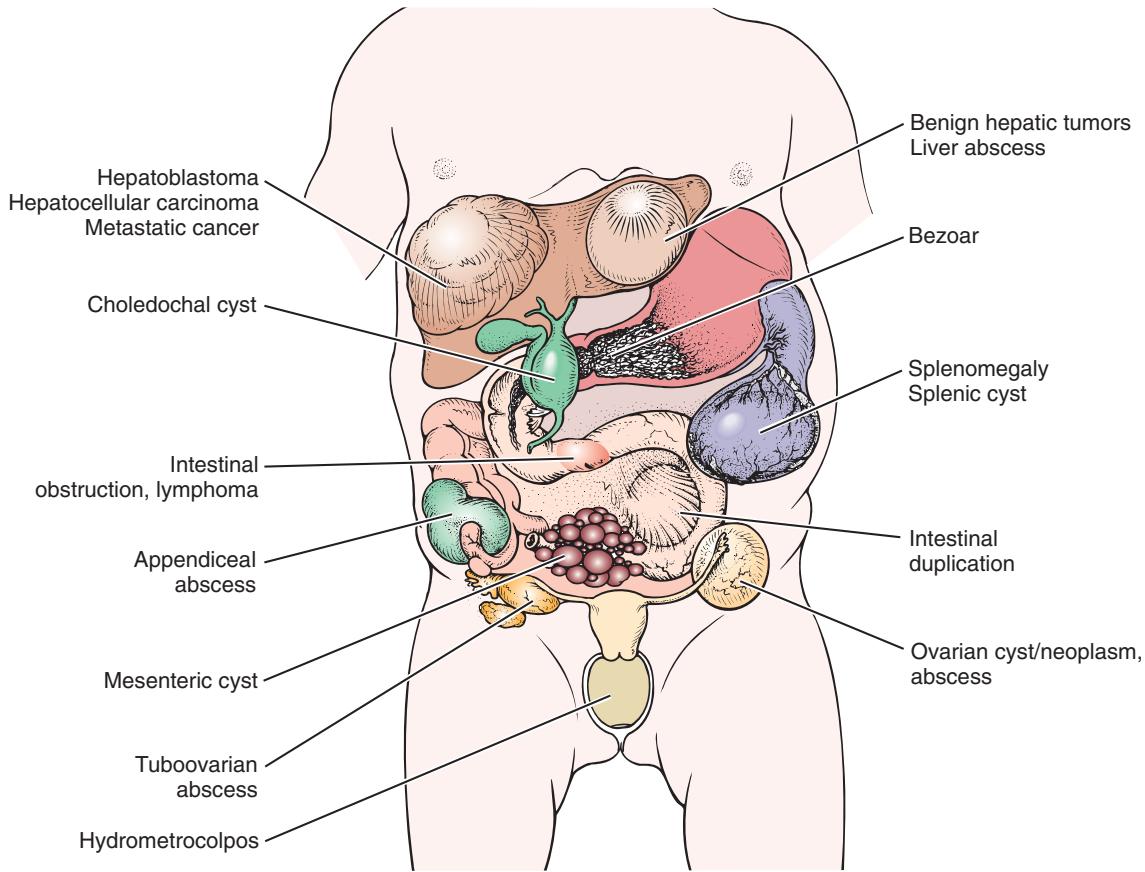 Hepatoblastoma
Hepatocellular carcinoma
Metastatic cancer
Choledochal cyst
Intestinal
obstruction, lymphoma
Appendiceal
abscess
Mesenteric cyst
Tuboovarian
abscess
Hydrometrocolpos
Benign hepatic tumors
Liver abscess
Bezoar
Splenomegaly
Splenic cyst
Intestinal
duplication
Ovarian cyst/neoplasm,
abscess